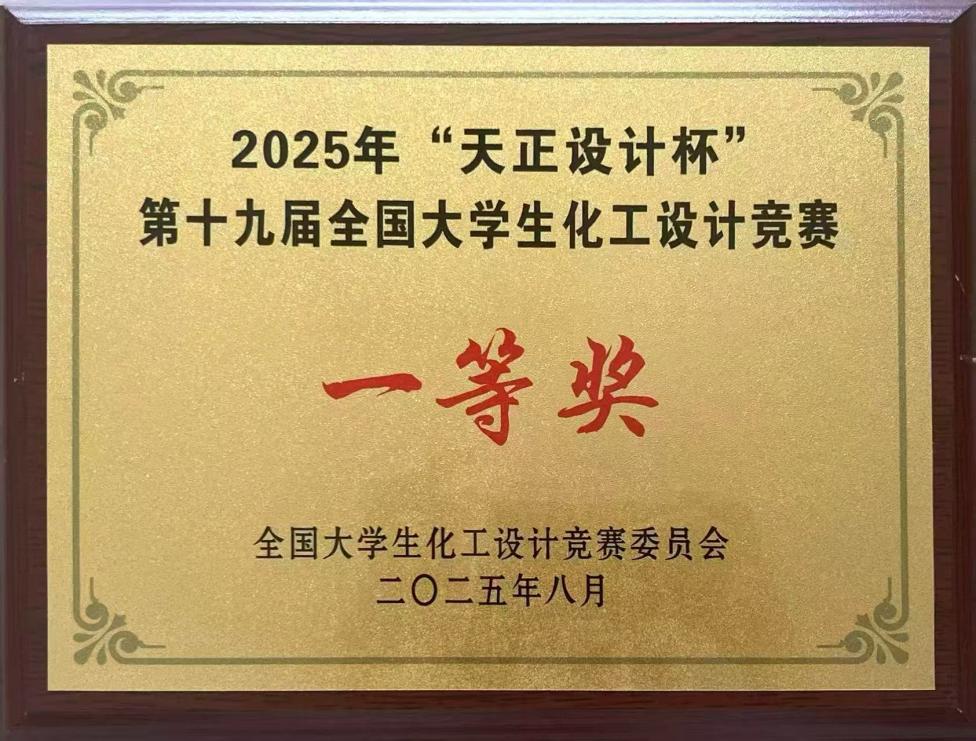 2025年“天正设计杯”
第十九届全国大学生化工设计竞赛
一等奖
全国大学生化工设计竞赛委员会
二〇二五年八月